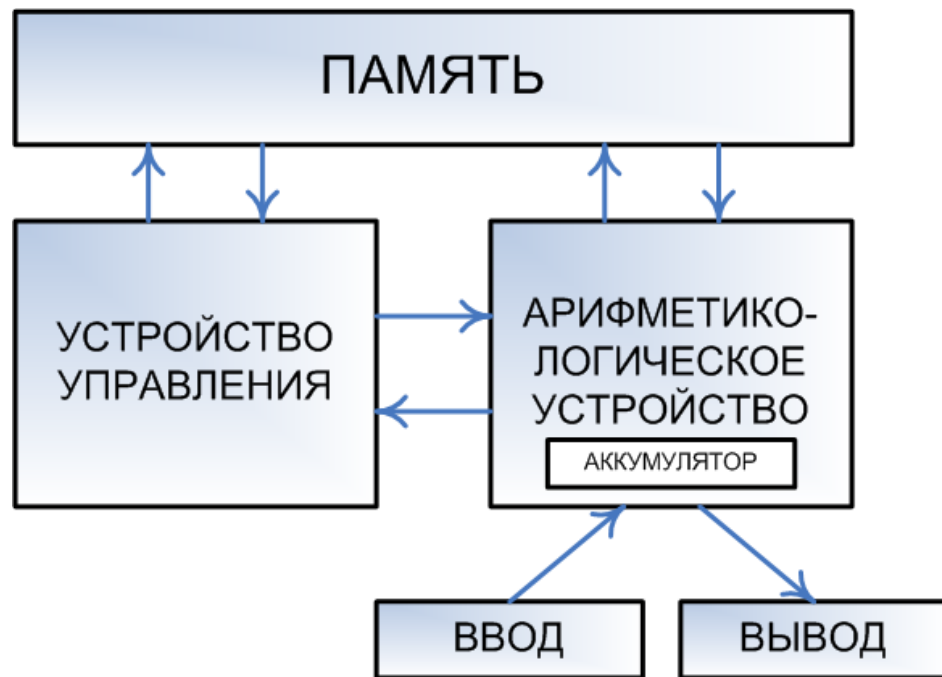 ПАМЯТЬ
УСТРОЙСТВО
УПРАВЛЕНИЯ
АРИФМЕТИКО-
ЛОГИЧЕСКОЕ
УСТРОЙСТВО
АККУМУЛЯТОР
ВВОД
ВЫВОД